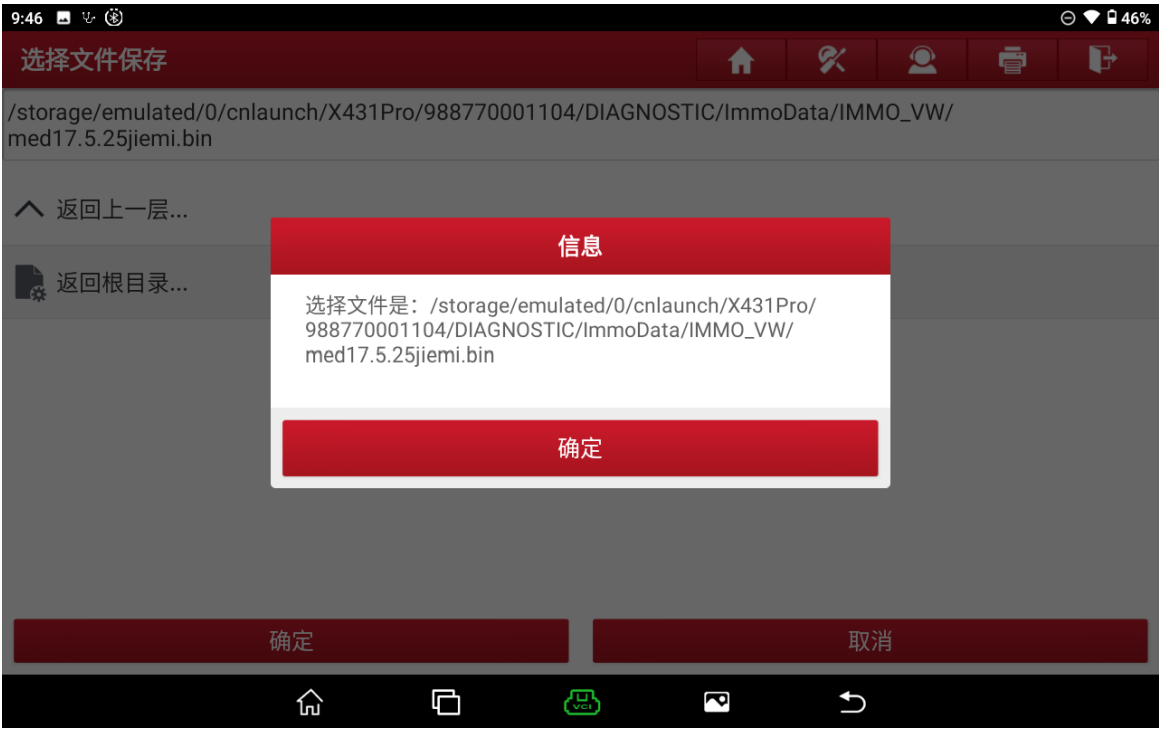 9:46
46%
选择文件保存
/storage/emulated/0/cnlaunch/X431Pro/988770001104/DIAGNOSTIC/ImmoData/IMMO_VW/
med17.5.25jiemi.bin
返回上一层...
返回根目录...
信息
选择文件是：/storage/emulated/0/cnlaunch/X431Pro/
988770001104/DIAGNOSTIC/ImmoData/IMMO_VW/
med17.5.25jiemi.bin
确定
确定
取消
VCI